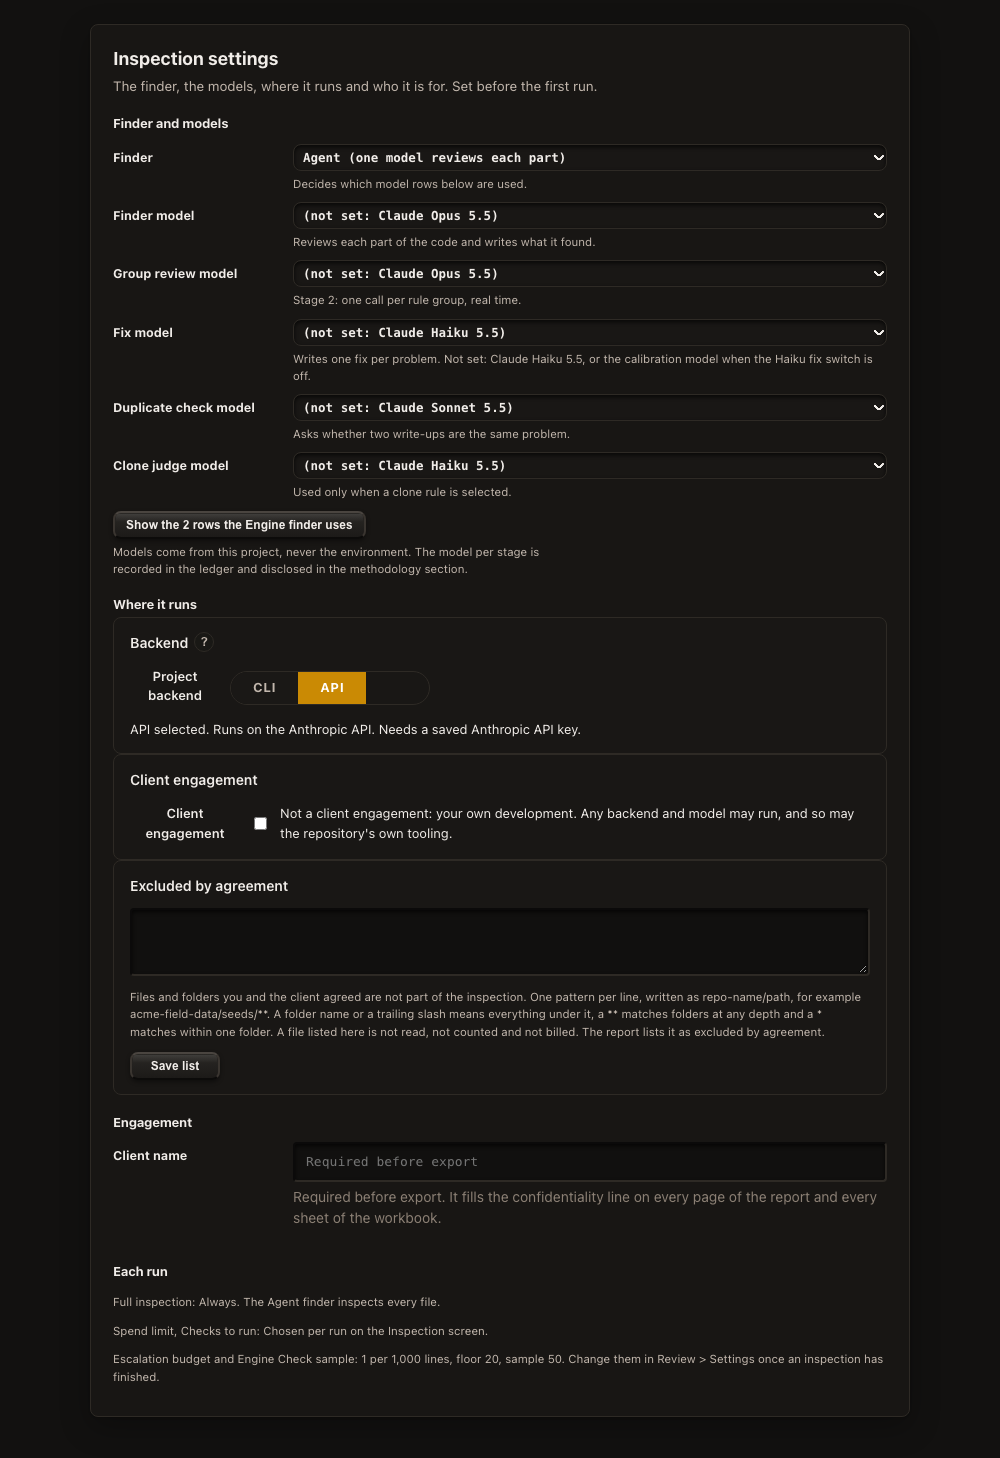 Inspection settings
The finder, the models, where it runs and who it is for. Set before the first run.
Finder and models
Finder
Agent (one model reviews each part)
Decides which model rows below are used.
Finder model
(not set: Claude Opus 5.5)
Reviews each part of the code and writes what it found.
Group review model
(not set: Claude Opus 5.5)
Stage 2: one call per rule group, real time.
Fix model
(not set: Claude Haiku 5.5)
Writes one fix per problem. Not set: Claude Haiku 5.5, or the calibration model when the Haiku fix switch is
off.
Duplicate check model
(not set: Claude Sonnet 5.5)
Asks whether two write-ups are the same problem.
Clone judge model
(not set: Claude Haiku 5.5)
Used only when a clone rule is selected.
Show the 2 rows the Engine finder uses
Models come from this project, never the environment. The model per stage is
recorded in the ledger and disclosed in the methodology section.
Where it runs
Backend ?
Project
backend
CLI API
API selected. Runs on the Anthropic API. Needs a saved Anthropic API key.
Client engagement
Client
engagement
Not a client engagement: your own development. Any backend and model may run, and so may
the repository's own tooling.
Excluded by agreement
Files and folders you and the client agreed are not part of the inspection. One pattern per line, written as repo-name/path, for example
acme-field-data/seeds/**. A folder name or a trailing slash means everything under it, a ** matches folders at any depth and a *
matches within one folder. A file listed here is not read, not counted and not billed. The report lists it as excluded by agreement.
Save list
Engagement
Client name
Required before export
Required before export. It fills the confidentiality line on every page of the report and every
sheet of the workbook.
Each run
Full inspection: Always. The Agent finder inspects every file.
Spend limit, Checks to run: Chosen per run on the Inspection screen.
Escalation budget and Engine Check sample: 1 per 1,000 lines, floor 20, sample 50. Change them in Review > Settings once an inspection has
finished.